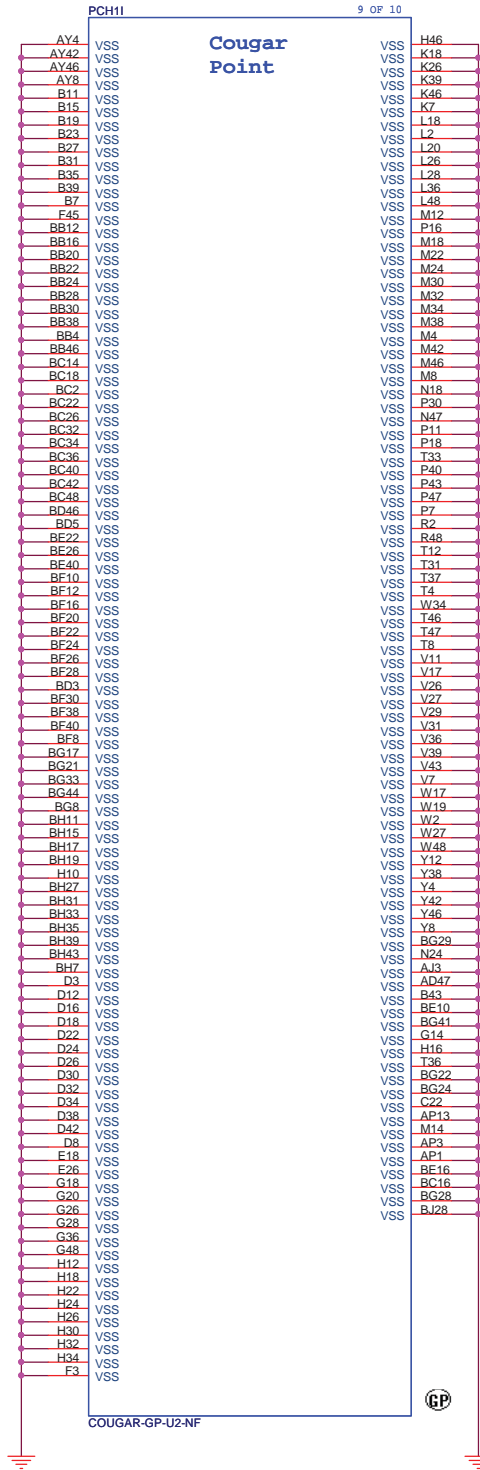 PCH1I
9 OF 10
Cougar
Point
AY4 VSS
AY42 VSS
AY46 VSS
AY8 VSS
B11 VSS
B15 VSS
B19 VSS
B23 VSS
B27 VSS
B31 VSS
B35 VSS
B39 VSS
B7 VSS
F45 VSS
BB12 VSS
BB16 VSS
BB20 VSS
BB22 VSS
BB24 VSS
BB28 VSS
BB30 VSS
BB38 VSS
BB4 VSS
BB46 VSS
BC14 VSS
BC18 VSS
BC2 VSS
BC22 VSS
BC26 VSS
BC32 VSS
BC34 VSS
BC36 VSS
BC40 VSS
BC42 VSS
BC48 VSS
BD46 VSS
BD5 VSS
BE22 VSS
BE26 VSS
BE40 VSS
BF10 VSS
BF12 VSS
BF16 VSS
BF20 VSS
BF22 VSS
BF24 VSS
BF26 VSS
BF28 VSS
BD3 VSS
BF30 VSS
BF38 VSS
BF40 VSS
BF8 VSS
BG17 VSS
BG21 VSS
BG33 VSS
BG44 VSS
BG8 VSS
BH11 VSS
BH15 VSS
BH17 VSS
BH19 VSS
H10 VSS
BH27 VSS
BH31 VSS
BH33 VSS
BH35 VSS
BH39 VSS
BH43 VSS
BH7 VSS
D3 VSS
D12 VSS
D16 VSS
D18 VSS
D22 VSS
D24 VSS
D26 VSS
D30 VSS
D32 VSS
D34 VSS
D38 VSS
D42 VSS
D8 VSS
E18 VSS
E26 VSS
G18 VSS
G20 VSS
G26 VSS
G28 VSS
G36 VSS
G48 VSS
H12 VSS
H18 VSS
H22 VSS
H24 VSS
H26 VSS
H30 VSS
H32 VSS
H34 VSS
F3 VSS
VSS H46
VSS K18
VSS K26
VSS K39
VSS K46
VSS K7
VSS L18
VSS L2
VSS L20
VSS L26
VSS L28
VSS L36
VSS L48
VSS M12
VSS P16
VSS M18
VSS M22
VSS M24
VSS M30
VSS M32
VSS M34
VSS M38
VSS M4
VSS M42
VSS M46
VSS M8
VSS N18
VSS P30
VSS N47
VSS P11
VSS P18
VSS T33
VSS P40
VSS P43
VSS P47
VSS P7
VSS R2
VSS R48
VSS T12
VSS T31
VSS T37
VSS T4
VSS W34
VSS T46
VSS T47
VSS T8
VSS V11
VSS V17
VSS V26
VSS V27
VSS V29
VSS V31
VSS V36
VSS V39
VSS V43
VSS V7
VSS W17
VSS W19
VSS W2
VSS W27
VSS W48
VSS Y12
VSS Y38
VSS Y4
VSS Y42
VSS Y46
VSS Y8
VSS BG29
VSS N24
VSS AJ3
VSS AD47
VSS B43
VSS BE10
VSS BG41
VSS G14
VSS H16
VSS T36
VSS BG22
VSS BG24
VSS C22
VSS AP13
VSS M14
VSS AP3
VSS AP1
VSS BE16
VSS BC16
VSS BG28
VSS BJ28
GP
COUGAR-GP-U2-NF